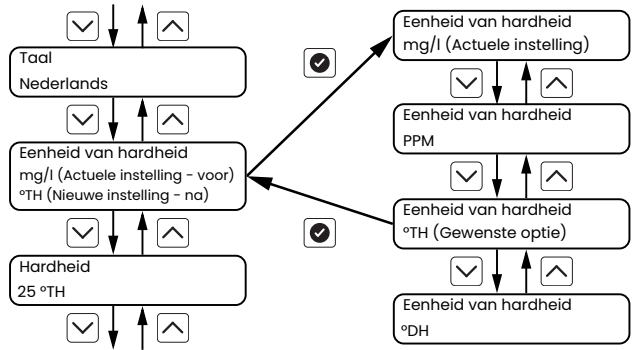 Taal
Nederlands
Eenheid van hardheid
mg/l (Actuele instelling - voor)
°TH (Nieuwe instelling - na)
Hardheid
25 °TH
Eenheid van hardheid
mg/l (Actuele instelling)
Eenheid van hardheid
PPM
Eenheid van hardheid
°TH (Gewenste optie)
Eenheid van hardheid
°DH